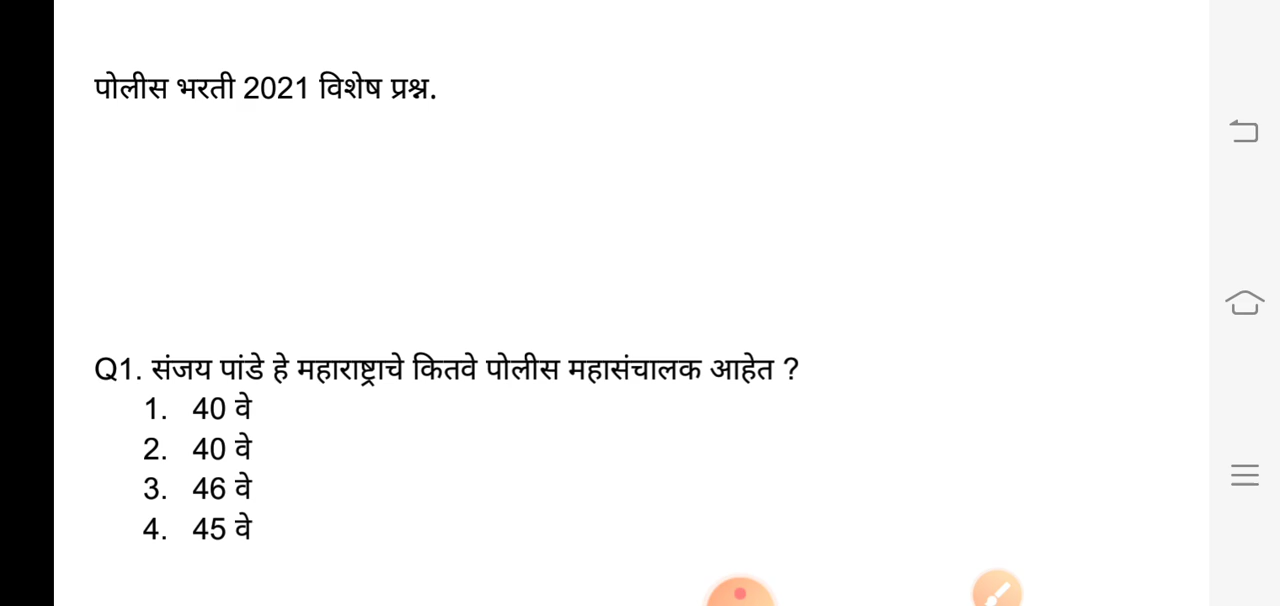 पोलीस भरती 2021 विशेष प्रश्न.
Q1. संजय पांडे हे महाराष्ट्राचे कितवे पोलीस महासंचालक आहेत ?
1. 40 वे
2. 40 वे
3. 46 वे
4. 45 वे